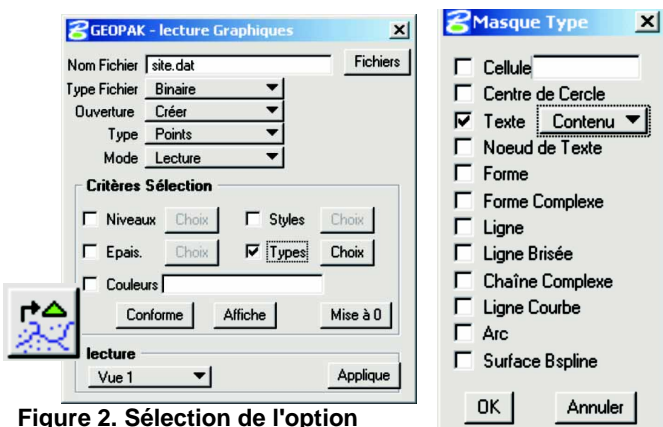 GEOPAK - lecture Graphiques
Nom Fichier site.dat Fichiers
Type Fichier Binaire
Ouverture Créer
Type Points
Mode Lecture
Critères Sélection
Niveaux Choix Styles Choix
Epais. Choix Types Choix
Couleurs
Conforme Affiche Mise à 0
lecture
Vue 1 Applique
Figure 2. Sélection de l'option
Masque Type
Cellule
Centre de Cercle
Texte Contenu
Noeud de Texte
Forme
Forme Complexe
Ligne
Ligne Brisée
Chaîne Complexe
Ligne Courbe
Arc
Surface Bspline
OK Annuler